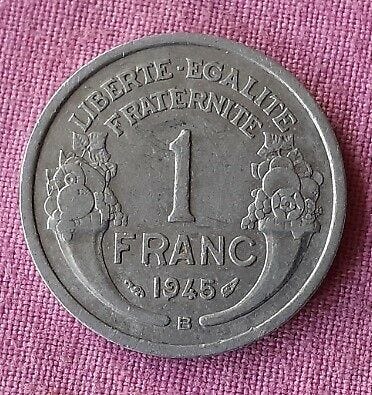 LIBERTE - EGALITE
FRATERNITE
1
FRANC
1945
B